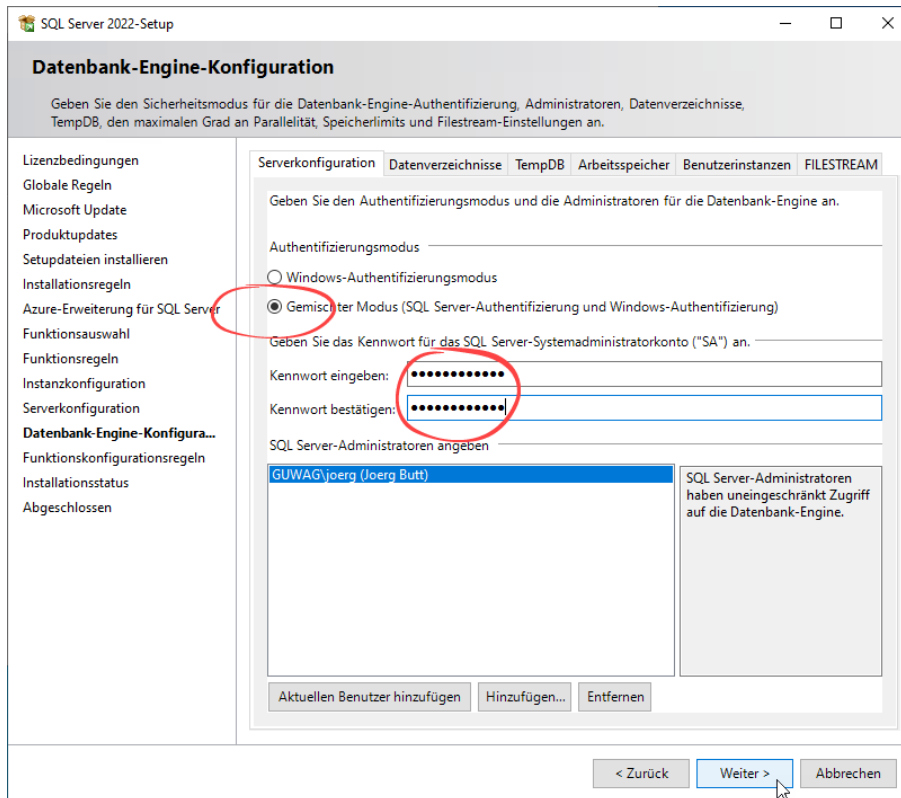 SQL Server 2022-Setup
Datenbank-Engine-Konfiguration
Geben Sie den Sicherheitsmodus für die Datenbank-Engine-Authentifizierung, Administratoren, Datenverzeichnisse,
TempDB, den maximalen Grad an Parallelität, Speicherlimits und Filestream-Einstellungen an.
Lizenzbedingungen
Globale Regeln
Microsoft Update
Produktupdates
Setupdateien installieren
Installationsregeln
Azure-Erweiterung für SQL Server
Funktionsauswahl
Funktionsregeln
Instanzkonfiguration
Serverkonfiguration
Datenbank-Engine-Konfigura...
Funktionskonfigurationsregeln
Installationsstatus
Abgeschlossen
Serverkonfiguration Datenverzeichnisse TempDB Arbeitsspeicher Benutzerinstanzen FILESTREAM
Geben Sie den Authentifizierungsmodus und die Administratoren für die Datenbank-Engine an.
Authentifizierungsmodus
Windows-Authentifizierungsmodus
Gemischter Modus (SQL Server-Authentifizierung und Windows-Authentifizierung)
Geben Sie das Kennwort für das SQL Server-Systemadministratorkonto ("SA") an.
Kennwort eingeben: ●●●●●●●●●●●●
Kennwort bestätigen: ●●●●●●●●●●●●
SQL Server-Administratoren angeben
GUWAG\joerg (Joerg Butt)
SQL Server-Administratoren
haben uneingeschränkt Zugriff
auf die Datenbank-Engine.
Aktuellen Benutzer hinzufügen Hinzufügen... Entfernen
< Zurück Weiter > Abbrechen